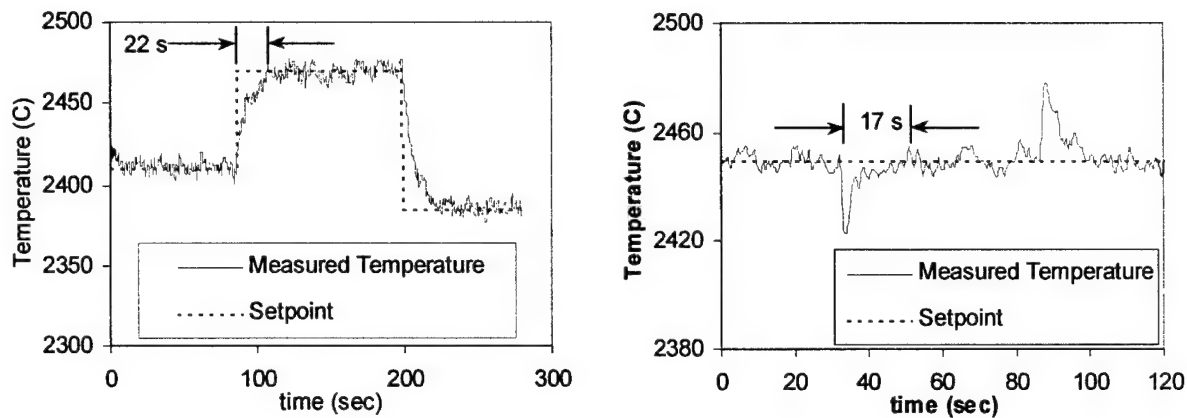 2500
22 s
2450
2400
2350
2300
Temperature (C)
Measured Temperature
Setpoint
0
100
200
300
time (sec)
2500
2460
2420
2380
Temperature (C)
17 s
Measured Temperature
Setpoint
0
20
40
60
80
100
120
time (sec)